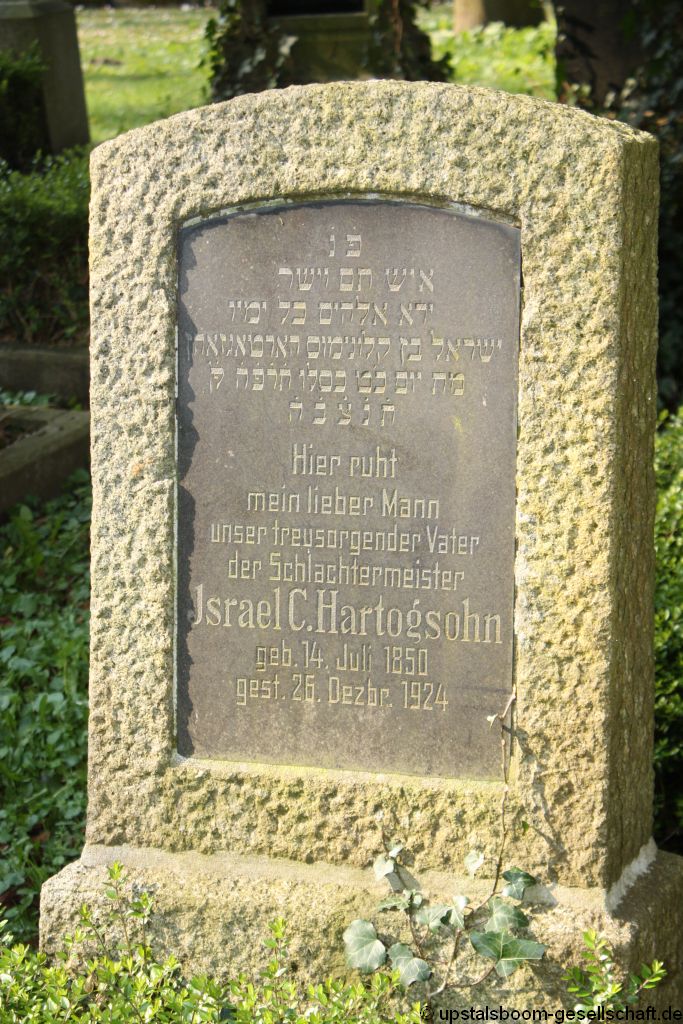 פ נ
איש תם וישר
ירא אלהים כל ימיו
ישראל בן קלונימוס הארטאגזאהן
מת יום כט כסלו תרפה
ת נ צ ב ה
Hier ruht
mein lieber Mann
unser treusorgender Vater
der Schlachtermeister
Jsrael C. Hartogsohn
geb. 14. Juli 1850
gest. 26. Dezbr. 1924
© upstalsboom-gesellschaft.de